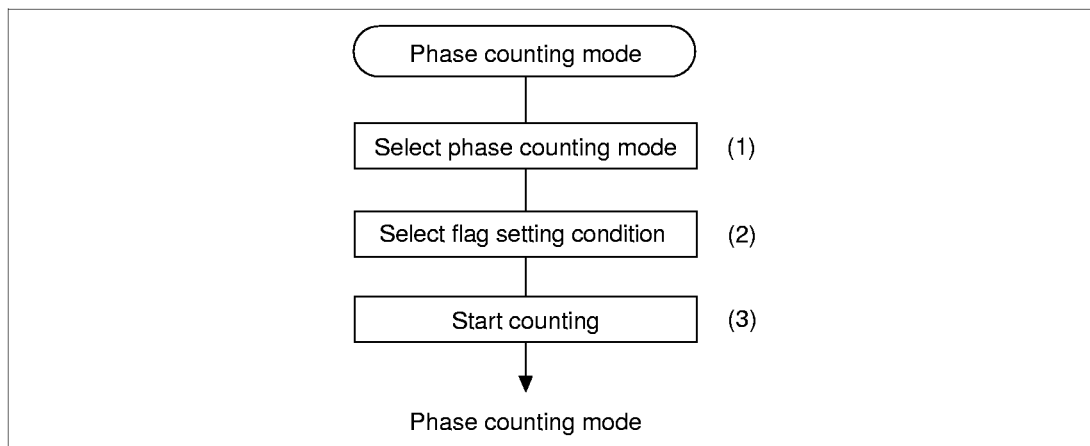 Phase counting mode
Select phase counting mode (1)
Select flag setting condition (2)
Start counting (3)
Phase counting mode